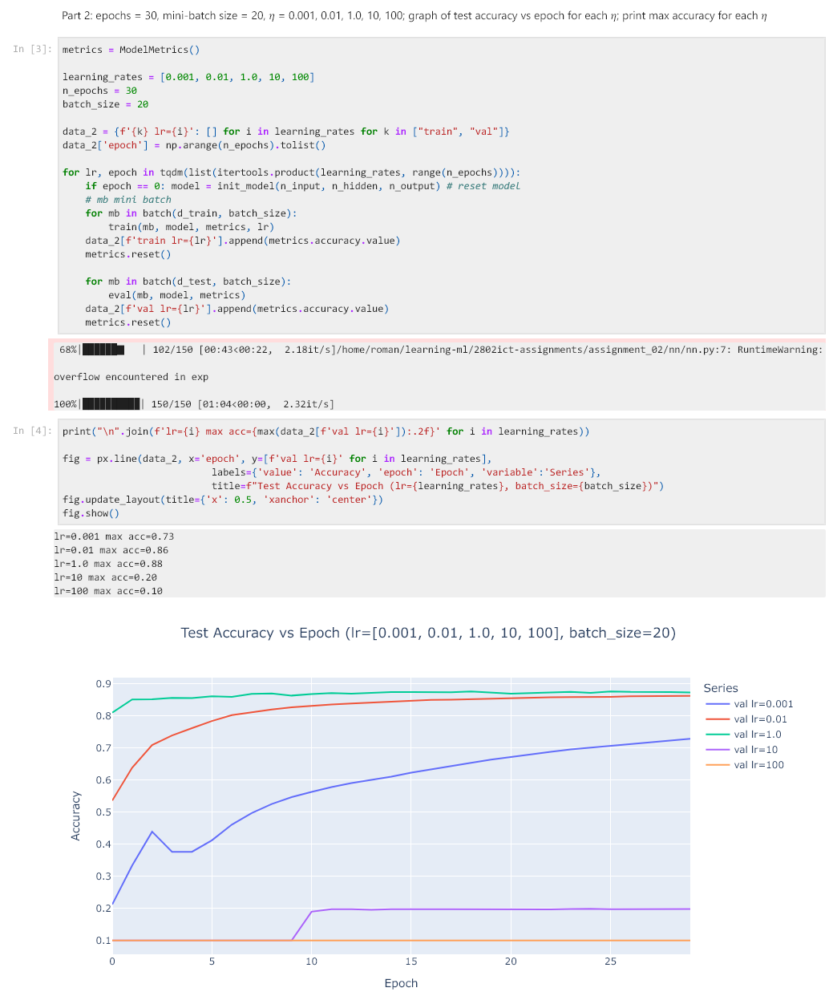 Part 2: epochs = 30, mini-batch size = 20, η = 0.001, 0.01, 1.0, 10, 100; graph of test accuracy vs epoch for each η; print max accuracy for each η
In [3]:
metrics = ModelMetrics()
learning_rates = [0.001, 0.01, 1.0, 10, 100]
n_epochs = 30
batch_size = 20
data_2 = {f'{k} lr={i}': [] for i in learning_rates for k in ["train", "val"]}
data_2['epoch'] = np.arange(n_epochs).tolist()
for lr, epoch in tqdm(list(itertools.product(learning_rates, range(n_epochs)))):
    if epoch == 0: model = init_model(n_input, n_hidden, n_output) # reset model
    # mb mini batch
    for mb in batch(d_train, batch_size):
        train(mb, model, metrics, lr)
    data_2[f'train lr={lr}'].append(metrics.accuracy.value)
    metrics.reset()
    for mb in batch(d_test, batch_size):
        eval(mb, model, metrics)
    data_2[f'val lr={lr}'].append(metrics.accuracy.value)
    metrics.reset()
68%|██████▊   | 102/150 [00:43<00:22,  2.18it/s]/home/roman/learning-ml/2802ict-assignments/assignment_02/nn/nn.py:7: RuntimeWarning:
overflow encountered in exp
100%|██████████| 150/150 [01:04<00:00,  2.32it/s]
In [4]:
print("\n".join(f'lr={i} max acc={max(data_2[f'val lr={i}']):.2f}' for i in learning_rates))
fig = px.line(data_2, x='epoch', y=[f'val lr={i}' for i in learning_rates],
                          labels={'value': 'Accuracy', 'epoch': 'Epoch', 'variable':'Series'},
                          title=f"Test Accuracy vs Epoch (lr={learning_rates}, batch_size={batch_size})")
fig.update_layout(title={'x': 0.5, 'xanchor': 'center'})
fig.show()
lr=0.001 max acc=0.73
lr=0.01 max acc=0.86
lr=1.0 max acc=0.88
lr=10 max acc=0.20
lr=100 max acc=0.10
Test Accuracy vs Epoch (lr=[0.001, 0.01, 1.0, 10, 100], batch_size=20)
Series
val lr=0.001
val lr=0.01
val lr=1.0
val lr=10
val lr=100
Accuracy
0.9
0.8
0.7
0.6
0.5
0.4
0.3
0.2
0.1
0
5
10
15
20
25
Epoch